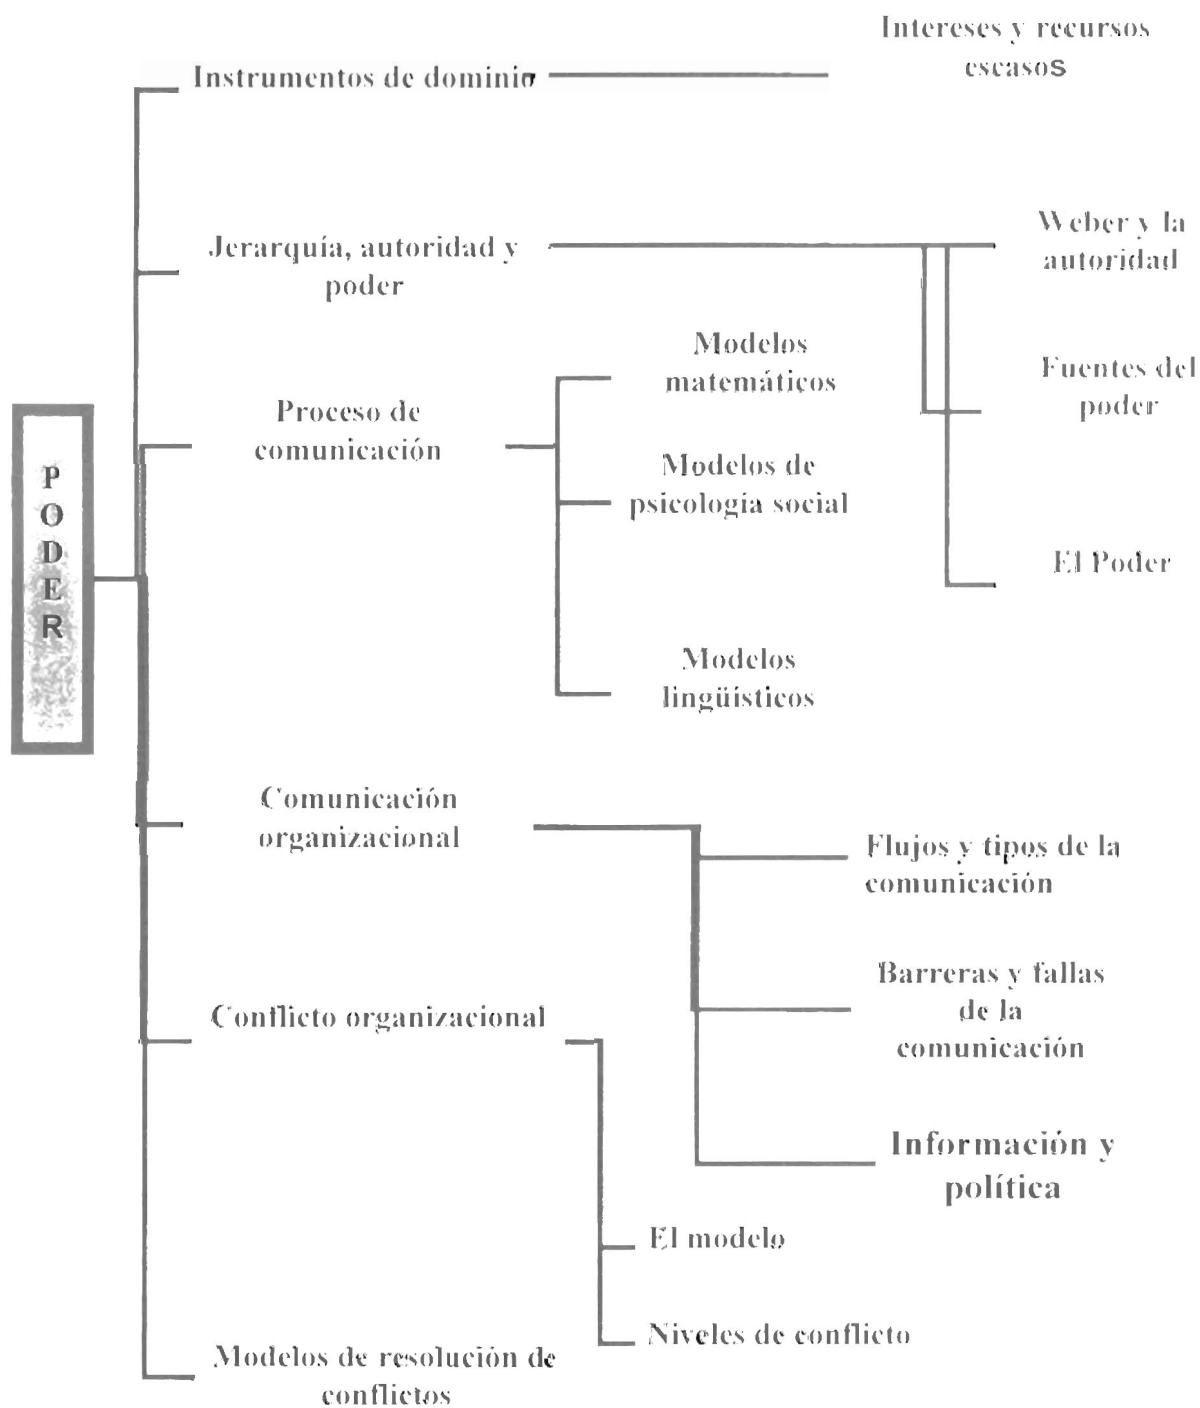 PODER
Instrumentos de dominio
Intereses y recursos
escasos
Jerarquía, autoridad y
poder
Weber y la
autoridad
Fuentes del
poder
El Poder
Proceso de
comunicación
Modelos
matemáticos
Modelos de
psicología social
Modelos
lingüísticos
Comunicación
organizacional
Flujos y tipos de la
comunicación
Barreras y fallas
de la
comunicación
Información y
política
Conflicto organizacional
El modelo
Niveles de conflicto
Modelos de resolución de
conflictos